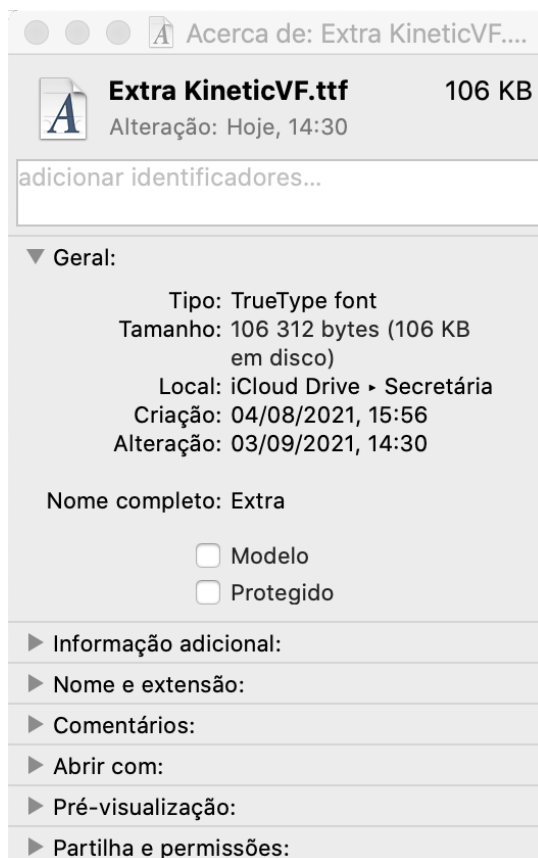 Acerca de: Extra KineticVF....
Extra KineticVF.ttf 106 KB
Alteração: Hoje, 14:30
adicionar identificadores...
Geral:
Tipo: TrueType font
Tamanho: 106 312 bytes (106 KB
em disco)
Local: iCloud Drive ▸ Secretária
Criação: 04/08/2021, 15:56
Alteração: 03/09/2021, 14:30
Nome completo: Extra
Modelo
Protegido
Informação adicional:
Nome e extensão:
Comentários:
Abrir com:
Pré-visualização:
Partilha e permissões: